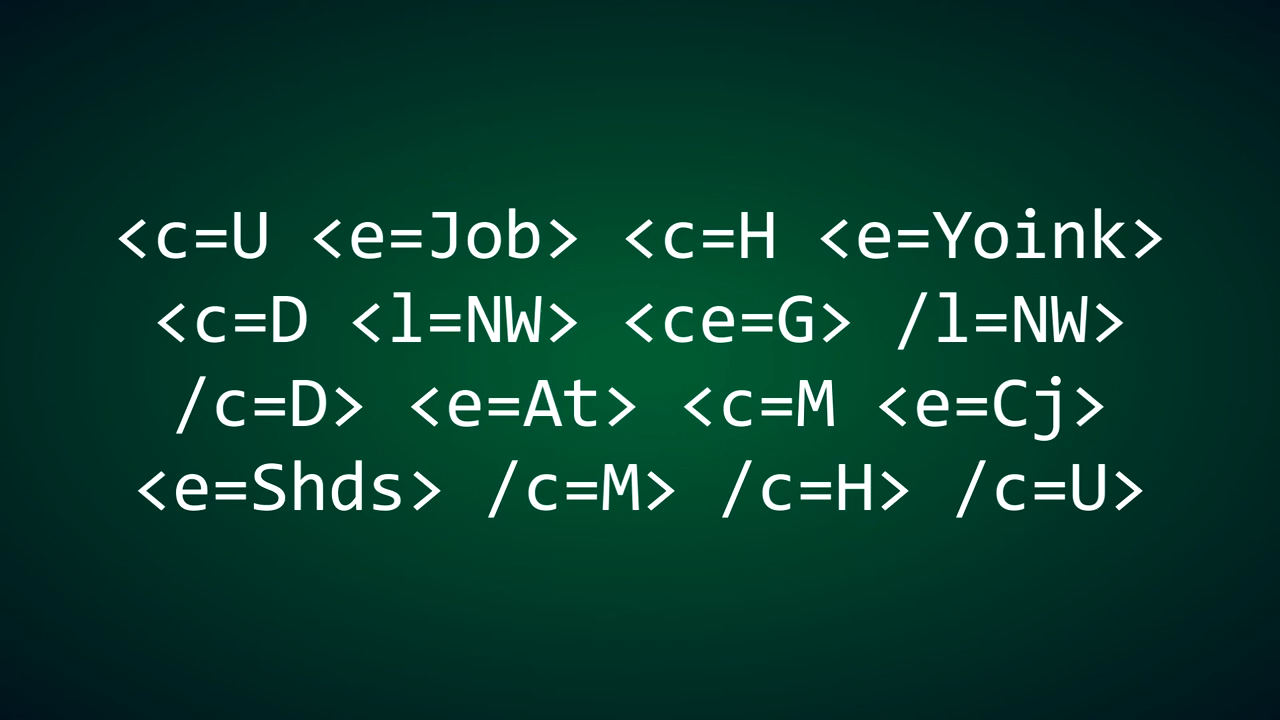 <c=U <e=Job> <c=H <e=Yoink>
<c=D <l=NW> <ce=G> /l=NW>
/c=D> <e=At> <c=M <e=Cj>
<e=Shds> /c=M> /c=H> /c=U>